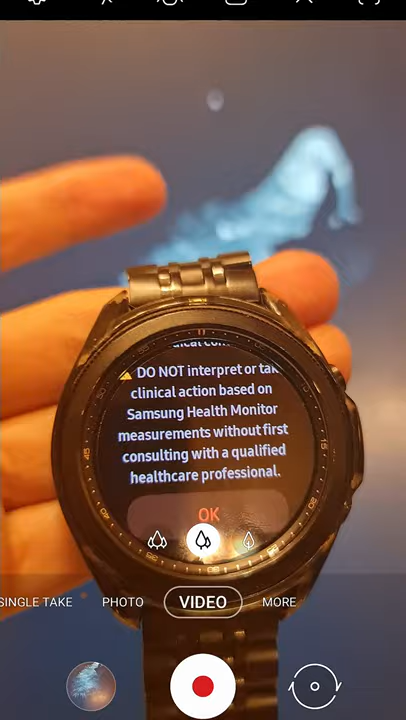 DO NOT interpret or tak
clinical action based on
Samsung Health Monitor
measurements without first
consulting with a qualified
healthcare professional.
OK
SINGLE TAKE PHOTO VIDEO MORE